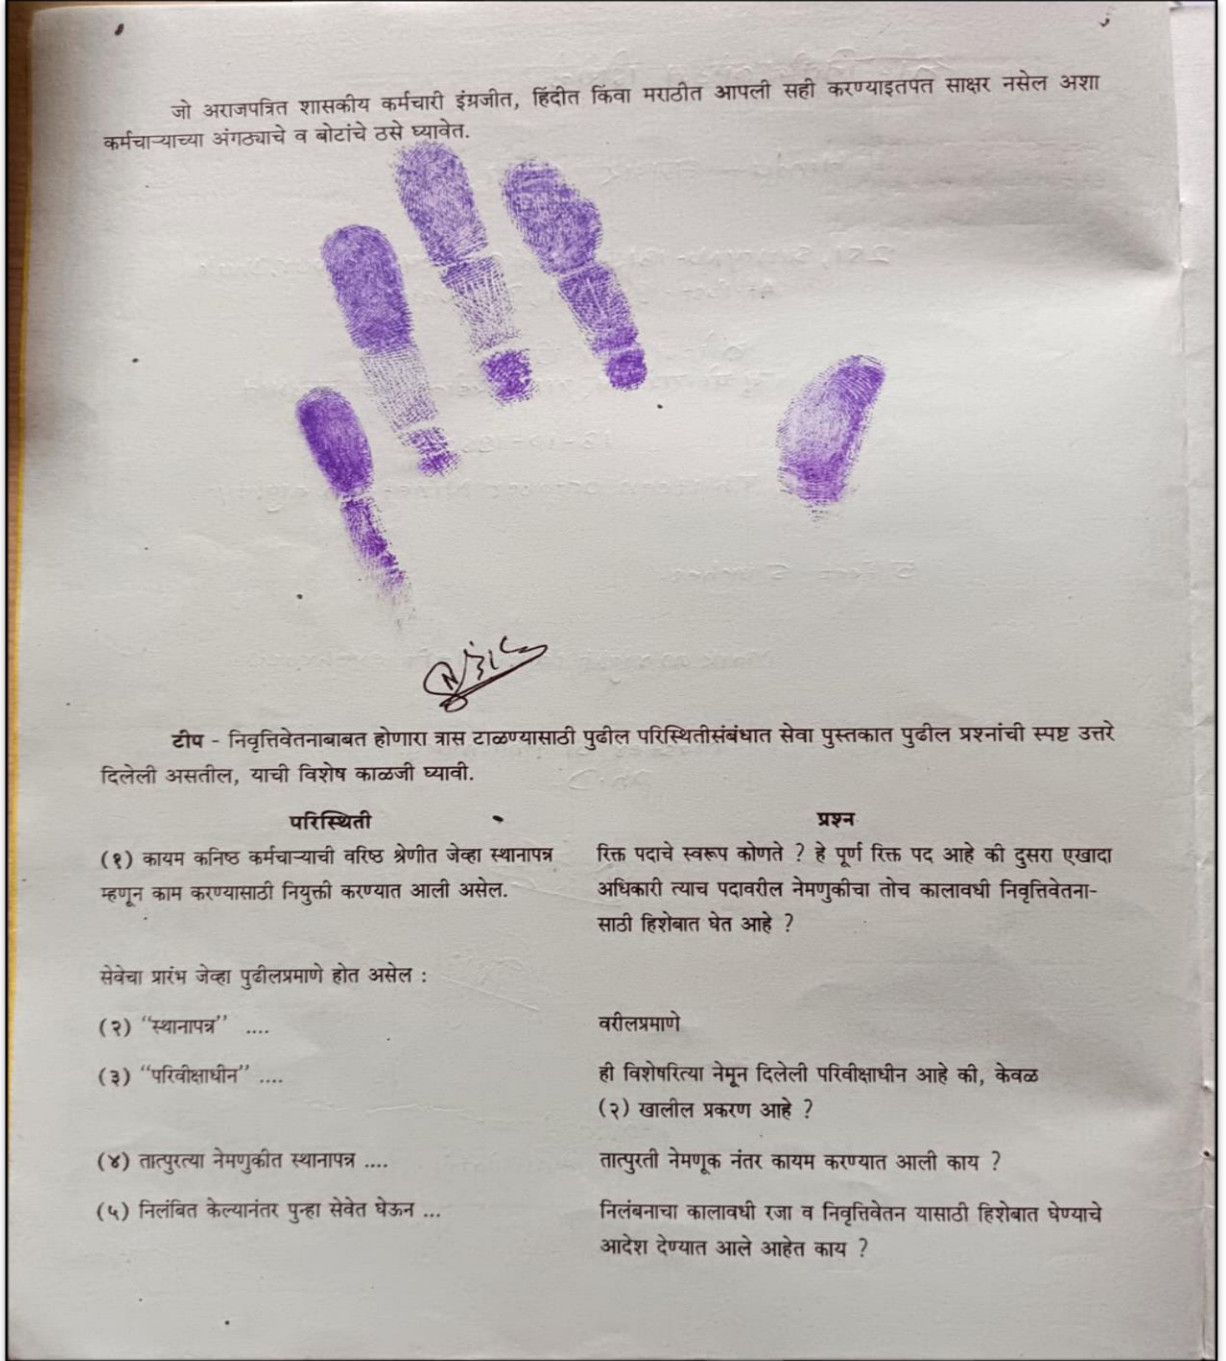 जो अराजपत्रित शासकीय कर्मचारी इंग्रजीत, हिंदीत किंवा मराठीत आपली सही करण्याइतपत साक्षर नसेल अशा
कर्मचाऱ्याच्या अंगठ्याचे व बोटांचे ठसे घ्यावेत.
टीप - निवृत्तिवेतनाबाबत होणारा त्रास टाळण्यासाठी पुढील परिस्थितीसंबंधात सेवा पुस्तकात पुढील प्रश्नांची स्पष्ट उत्तरे
दिलेली असतील, याची विशेष काळजी घ्यावी.
परिस्थिती प्रश्न
(१) कायम कनिष्ठ कर्मचाऱ्याची वरिष्ठ श्रेणीत जेव्हा स्थानापन्न रिक्त पदाचे स्वरूप कोणते ? हे पूर्ण रिक्त पद आहे की दुसरा एखादा
म्हणून काम करण्यासाठी नियुक्ती करण्यात आली असेल. अधिकारी त्याच पदावरील नेमणुकीचा तोच कालावधी निवृत्तिवेतना-
साठी हिशेबात घेत आहे ?
सेवेचा प्रारंभ जेव्हा पुढीलप्रमाणे होत असेल :
(२) "स्थानापन्न" .... वरीलप्रमाणे
(३) "परिवीक्षाधीन" .... ही विशेषरित्या नेमून दिलेली परिवीक्षाधीन आहे की, केवळ
(२) खालील प्रकरण आहे ?
(४) तात्पुरत्या नेमणुकीत स्थानापन्न .... तात्पुरती नेमणूक नंतर कायम करण्यात आली काय ?
(५) निलंबित केल्यानंतर पुन्हा सेवेत घेऊन ... निलंबनाचा कालावधी रजा व निवृत्तिवेतन यासाठी हिशेबात घेण्याचे
आदेश देण्यात आले आहेत काय ?